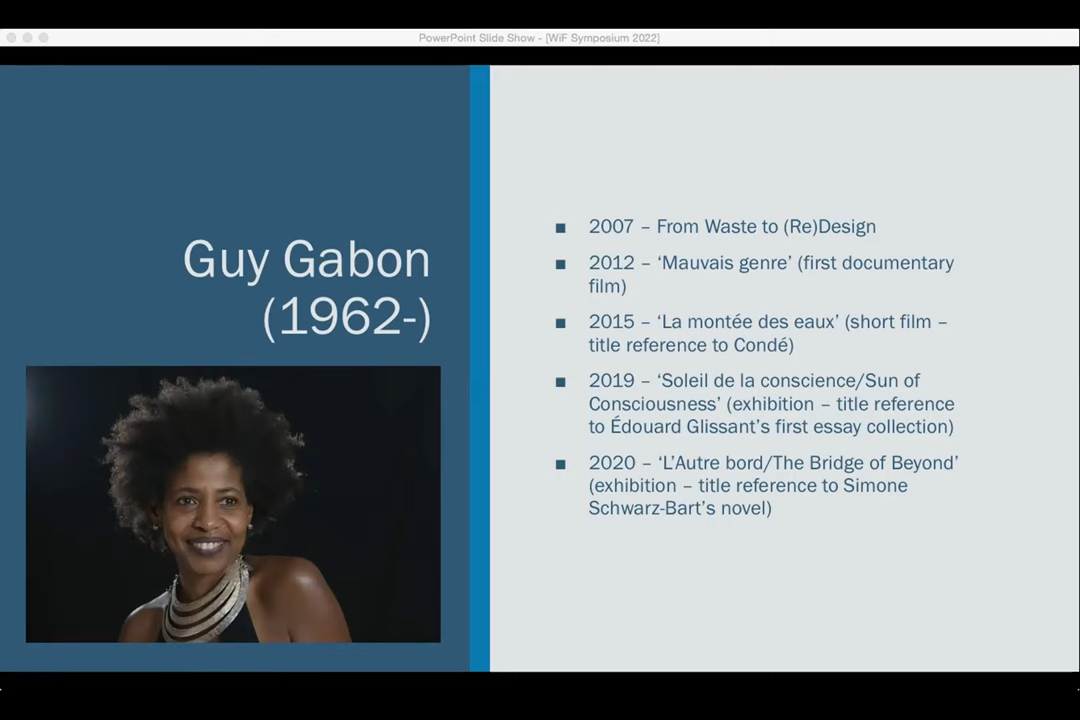 PowerPoint Slide Show - [WiF Symposium 2022]
Guy Gabon
(1962-)
■ 2007 – From Waste to (Re)Design
■ 2012 – ‘Mauvais genre’ (first documentary
film)
■ 2015 – ‘La montée des eaux’ (short film –
title reference to Condé)
■ 2019 – ‘Soleil de la conscience/Sun of
Consciousness’ (exhibition – title reference
to Édouard Glissant’s first essay collection)
■ 2020 – ‘L’Autre bord/The Bridge of Beyond’
(exhibition – title reference to Simone
Schwarz-Bart’s novel)